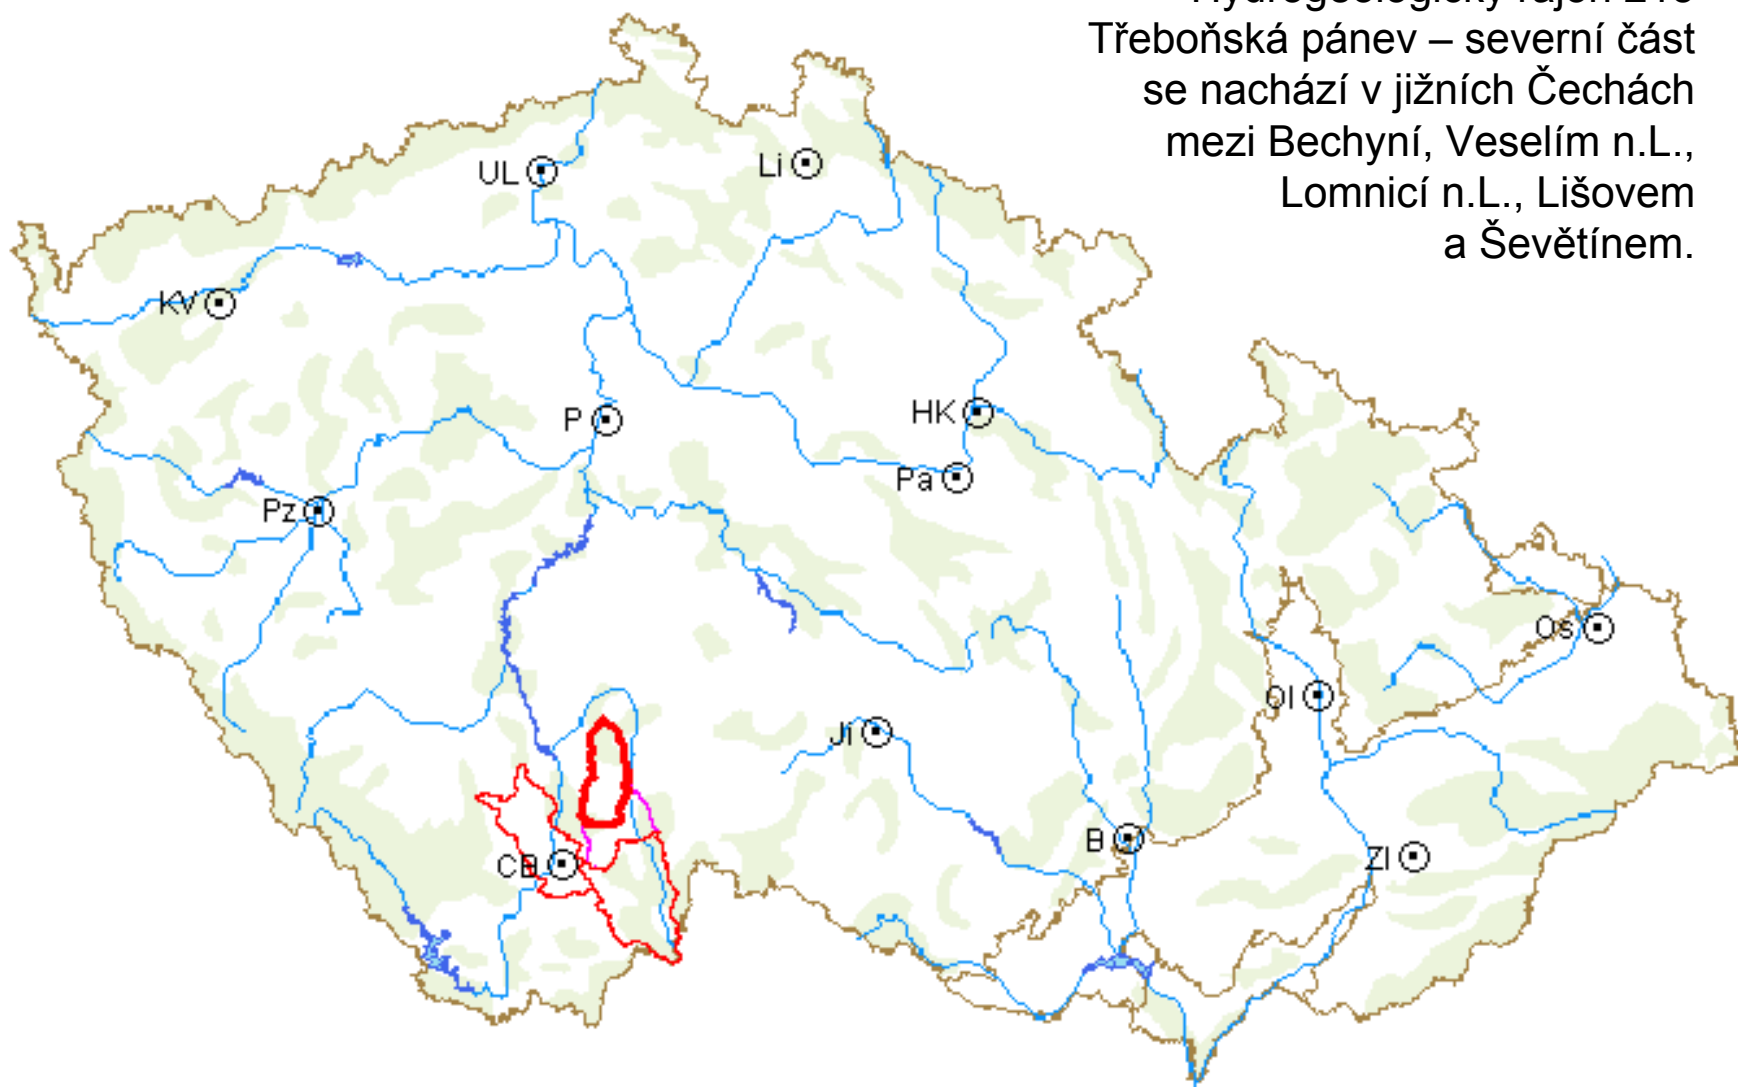 Třeboňská pánev – severní část
se nachází v jižních Čechách
mezi Bechyní, Veselím n.L.,
Lomnicí n.L., Lišovem
a Ševětínem.
UL
Li
KV
P
HK
Pa
Pz
Os
Ol
Ji
B
CB
Zl